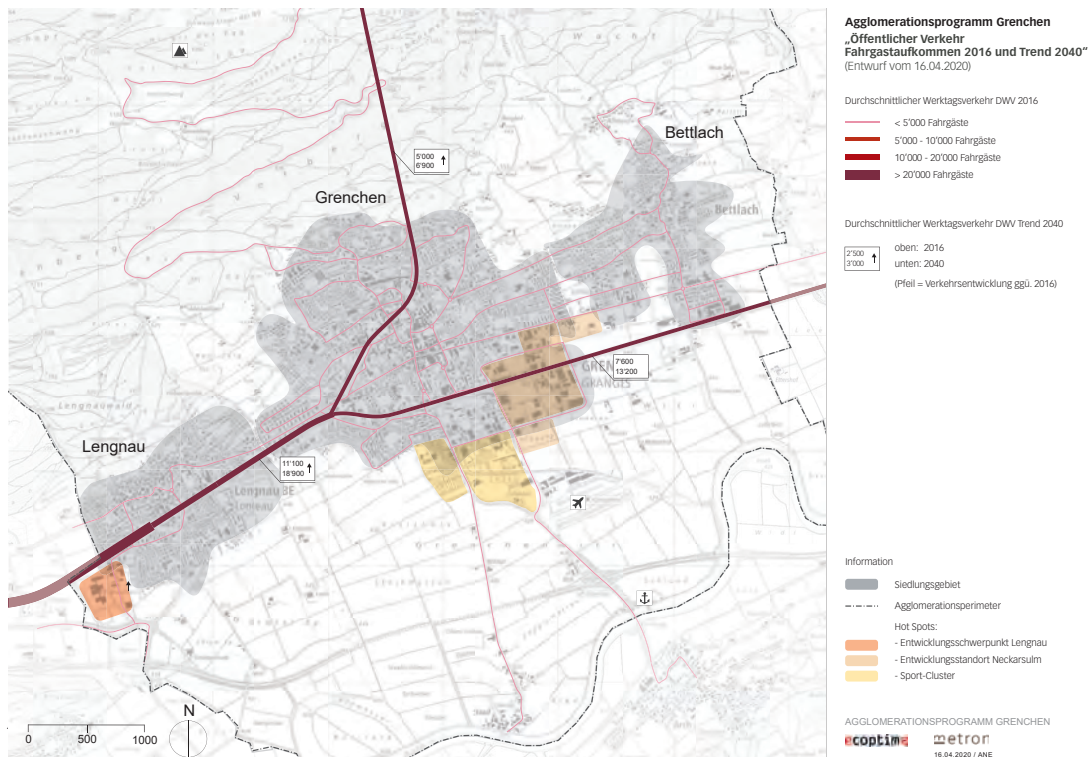 Agglomerationsprogramm Grenchen
„Öffentlicher Verkehr
Fahrgastaufkommen 2016 und Trend 2040“
(Entwurf vom 16.04.2020)
Durchschnittlicher Werktagsverkehr DWV 2016
< 5'000 Fahrgäste
5'000 - 10'000 Fahrgäste
10'000 - 20'000 Fahrgäste
> 20'000 Fahrgäste
Durchschnittlicher Werktagsverkehr DWV Trend 2040
2'500
3'000
oben: 2016
unten: 2040
(Pfeil = Verkehrsentwicklung ggü. 2016)
Bettlach
Bettlach
Grenchen
5'000
6'900
GREN
GRANGES
7'600
13'200
Lengnauwald
Lengnau
11'100
18'900
Lengnau BE
N
0 500 1000
Information
Siedlungsgebiet
Agglomerationsperimeter
Hot Spots:
- Entwicklungsschwerpunkt Lengnau
- Entwicklungsstandort Neckarsulm
- Sport-Cluster
AGGLOMERATIONSPROGRAMM GRENCHEN
ecoptima
metron
16.04.2020 / ANE